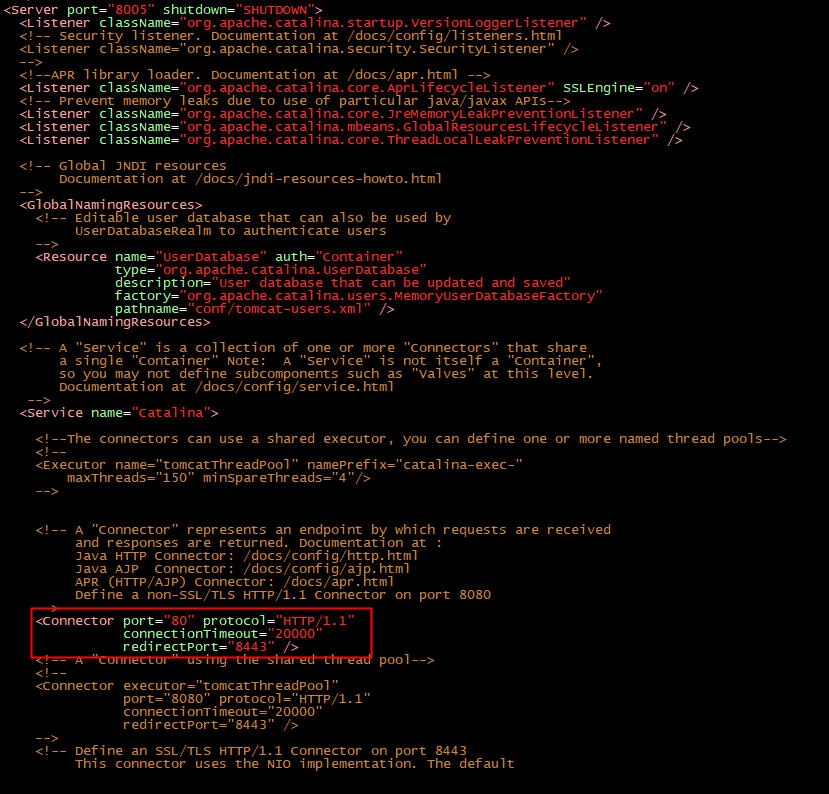 <Server port="8005" shutdown="SHUTDOWN">
<Listener className="org.apache.catalina.startup.VersionLoggerListener" />
<!-- Security listener. Documentation at /docs/config/listeners.html
<Listener className="org.apache.catalina.security.SecurityListener" />
-->
<!--APR library loader. Documentation at /docs/apr.html -->
<Listener className="org.apache.catalina.core.AprLifecycleListener" SSLEngine="on" />
<!-- Prevent memory leaks due to use of particular java/javax APIs-->
<Listener className="org.apache.catalina.core.JreMemoryLeakPreventionListener" />
<Listener className="org.apache.catalina.mbeans.GlobalResourcesLifecycleListener" />
<Listener className="org.apache.catalina.core.ThreadLocalLeakPreventionListener" />
<!-- Global JNDI resources
Documentation at /docs/jndi-resources-howto.html
-->
<GlobalNamingResources>
<!-- Editable user database that can also be used by
UserDatabaseRealm to authenticate users
-->
<Resource name="UserDatabase" auth="Container"
type="org.apache.catalina.UserDatabase"
description="User database that can be updated and saved"
factory="org.apache.catalina.users.MemoryUserDatabaseFactory"
pathname="conf/tomcat-users.xml" />
</GlobalNamingResources>
<!-- A "Service" is a collection of one or more "Connectors" that share
a single "Container" Note:  A "Service" is not itself a "Container",
so you may not define subcomponents such as "Valves" at this level.
Documentation at /docs/config/service.html
-->
<Service name="Catalina">
<!--The connectors can use a shared executor, you can define one or more named thread pools-->
<!--
<Executor name="tomcatThreadPool" namePrefix="catalina-exec-"
maxThreads="150" minSpareThreads="4"/>
-->
<!-- A "Connector" represents an endpoint by which requests are received
and responses are returned. Documentation at :
Java HTTP Connector: /docs/config/http.html
Java AJP  Connector: /docs/config/ajp.html
APR (HTTP/AJP) Connector: /docs/apr.html
Define a non-SSL/TLS HTTP/1.1 Connector on port 8080
-->
<Connector port="80" protocol="HTTP/1.1"
connectionTimeout="20000"
redirectPort="8443" />
<!-- A "Connector" using the shared thread pool-->
<!--
<Connector executor="tomcatThreadPool"
port="8080" protocol="HTTP/1.1"
connectionTimeout="20000"
redirectPort="8443" />
-->
<!-- Define an SSL/TLS HTTP/1.1 Connector on port 8443
This connector uses the NIO implementation. The default